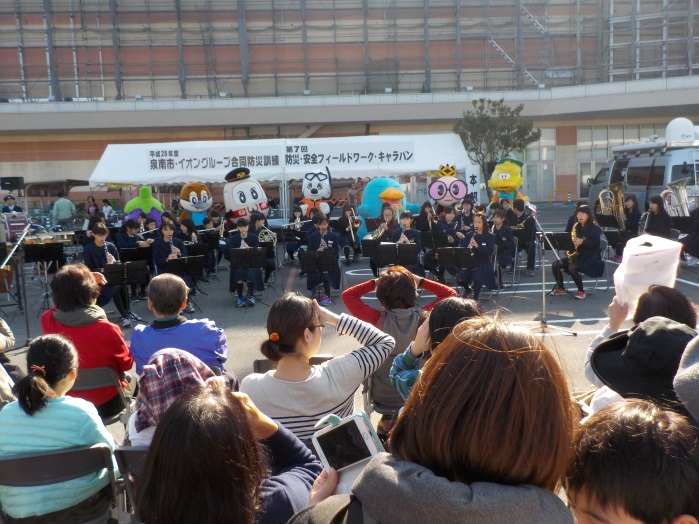 平成26年度
泉南市・イオングループ合同防災訓練
第7回
防災・安全フィールドワーク・キャラバン
本